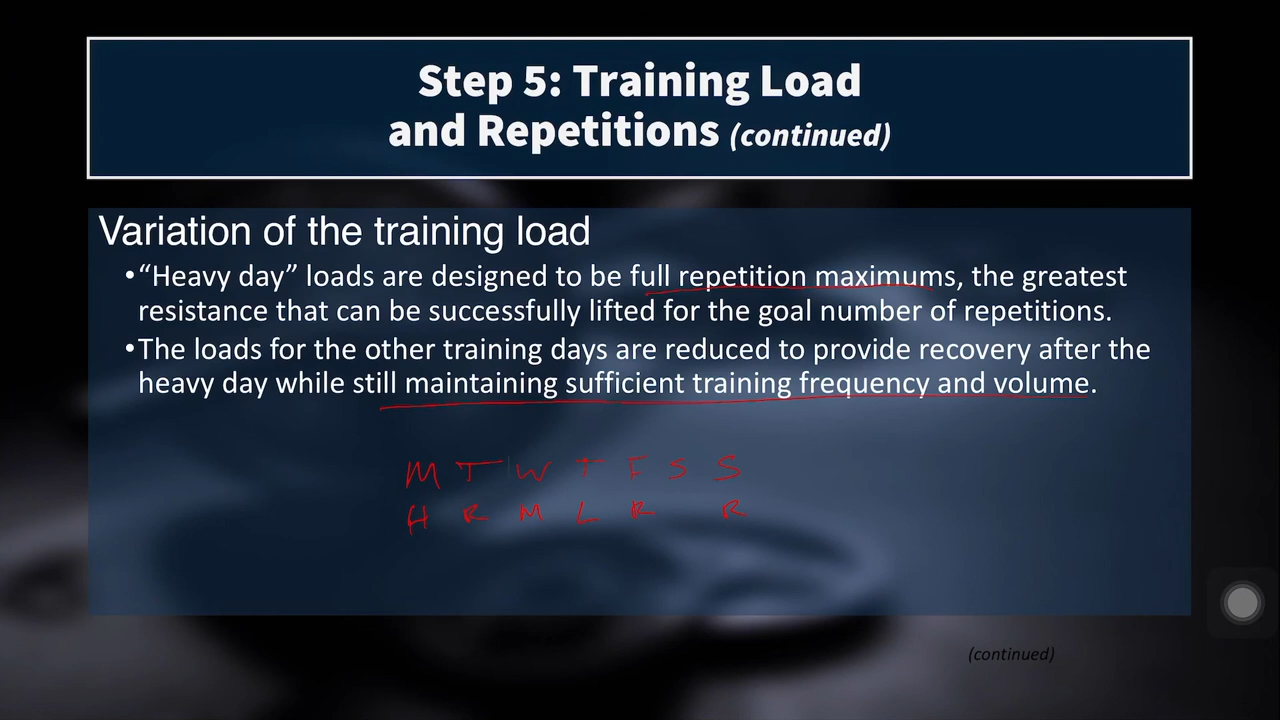 Step 5: Training Load
and Repetitions (continued)
Variation of the training load
•“Heavy day” loads are designed to be full repetition maximums, the greatest
resistance that can be successfully lifted for the goal number of repetitions.
•The loads for the other training days are reduced to provide recovery after the
heavy day while still maintaining sufficient training frequency and volume.
M T W T F S S
H R M L R R
(continued)